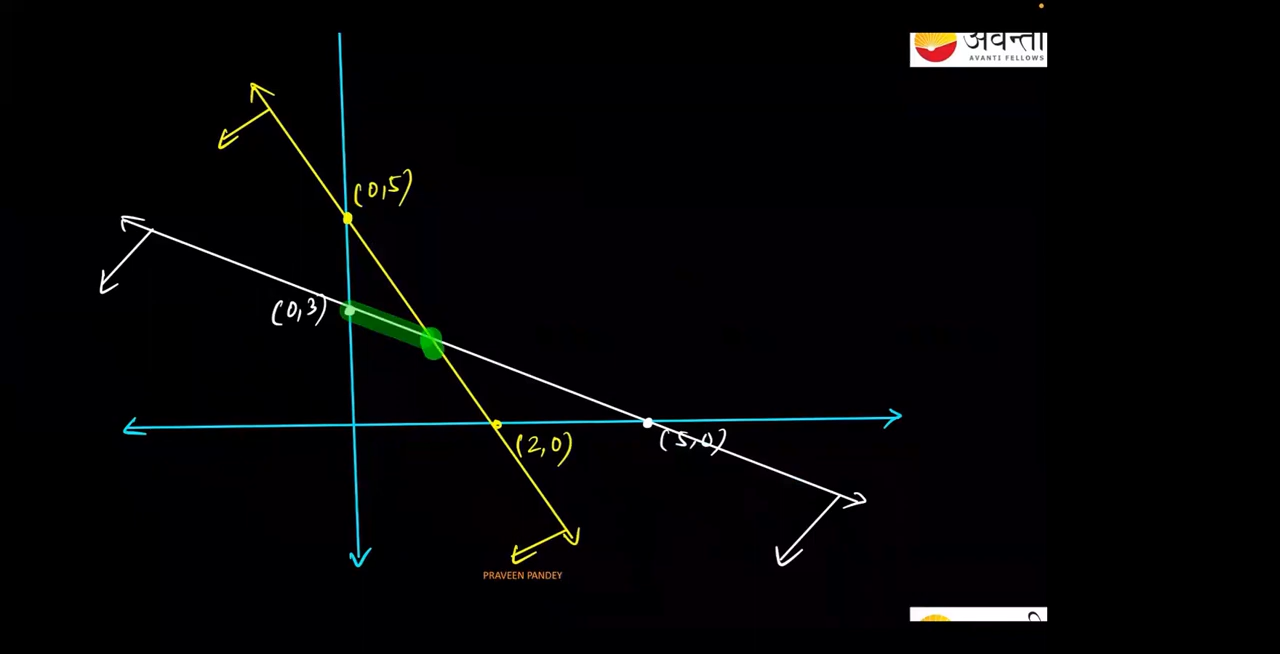 अवन्ती
AVANTI FELLOWS
(0,5)
(0,3)
(2,0)
(5,0)
PRAVEEN PANDEY